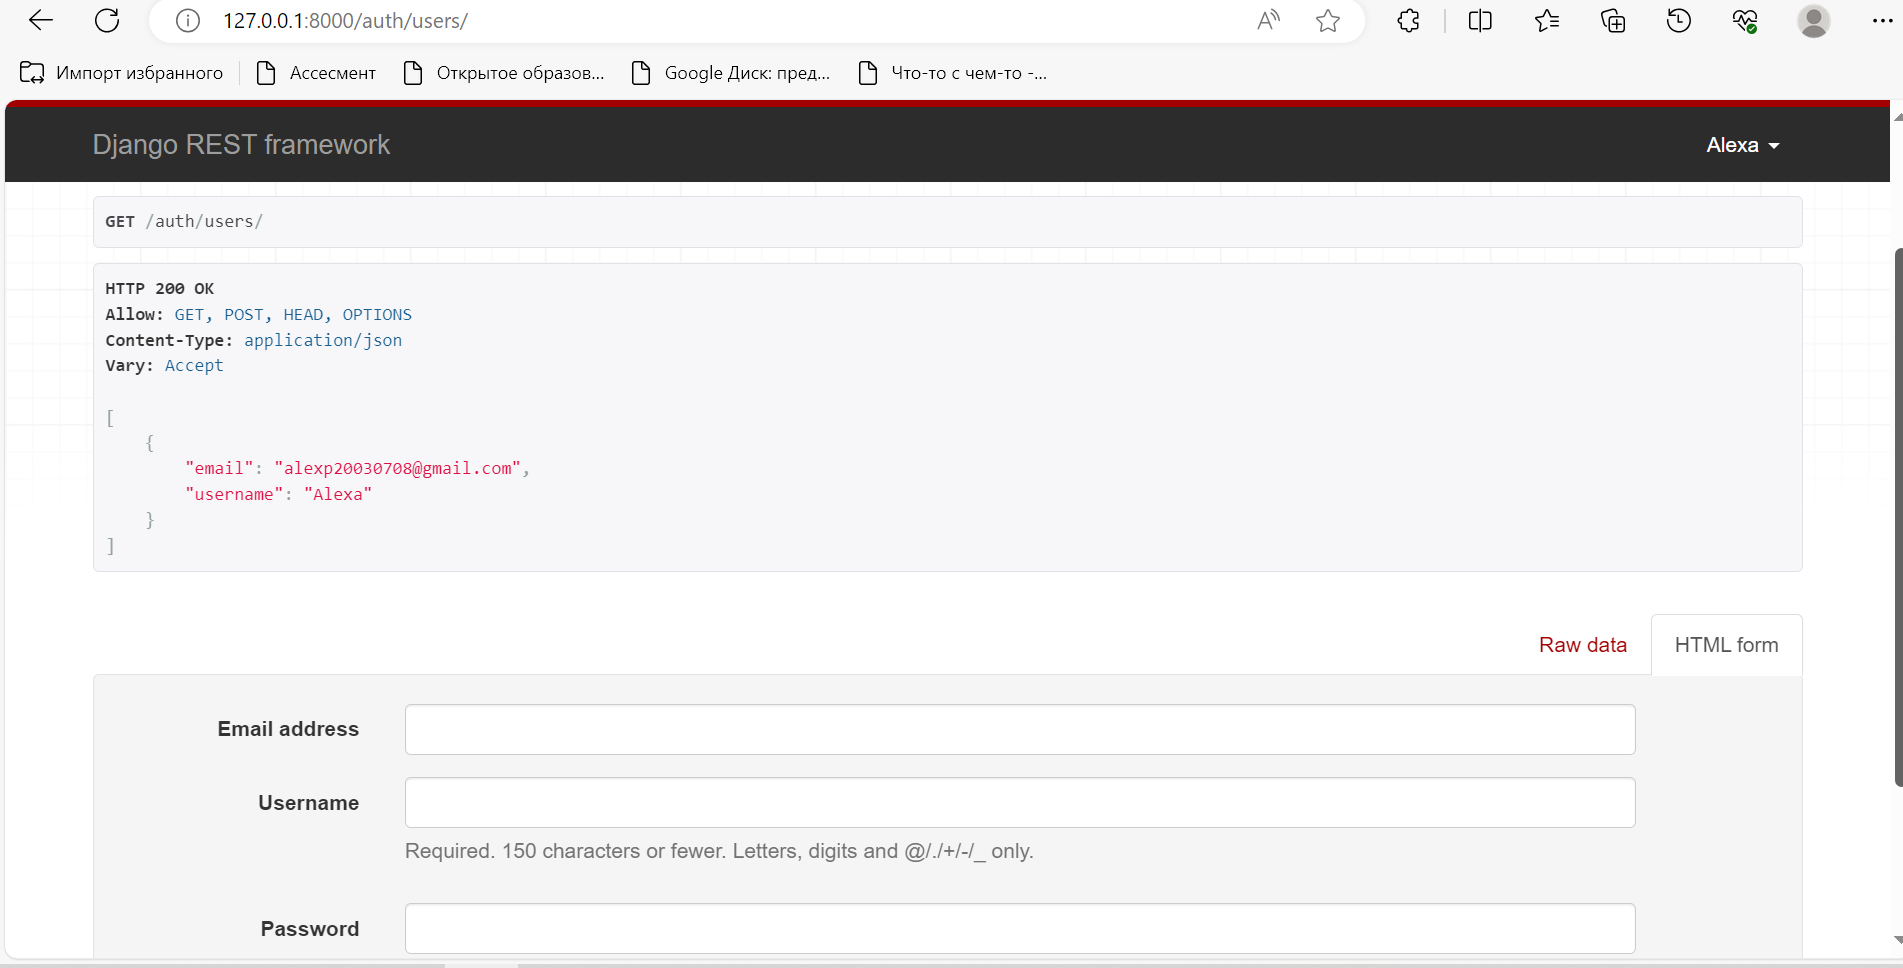 127.0.0.1:8000/auth/users/
Импорт избранного
Ассесмент
Открытое образов...
Google Диск: пред...
Что-то с чем-то -...
Django REST framework
Alexa
GET /auth/users/
HTTP 200 OK
Allow: GET, POST, HEAD, OPTIONS
Content-Type: application/json
Vary: Accept
[
{
"email": "alexp20030708@gmail.com",
"username": "Alexa"
}
]
Raw data
HTML form
Email address
Username
Required. 150 characters or fewer. Letters, digits and @/./+/-/_ only.
Password